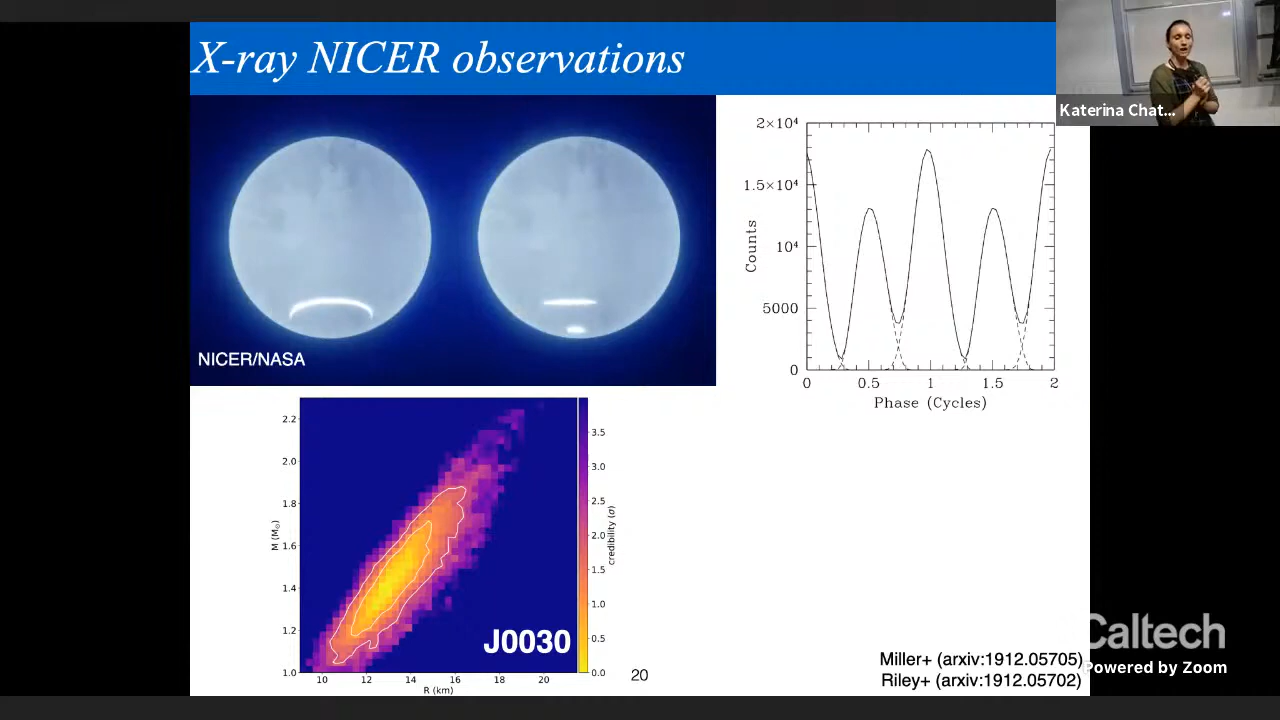 X-ray NICER observations
Katerina Chat...
NICER/NASA
2×10⁴
1.5×10⁴
10⁴
5000
0
Counts
0 0.5 1 1.5 2
Phase (Cycles)
2.2
2.0
1.8
1.6
1.4
1.2
1.0
M (M☉)
10 12 14 16 18 20
R (km)
J0030
3.5
3.0
2.5
2.0
1.5
1.0
0.5
0.0
credibility (σ)
20
Miller+ (arxiv:1912.05705)
Riley+ (arxiv:1912.05702)
Caltech
Powered by Zoom